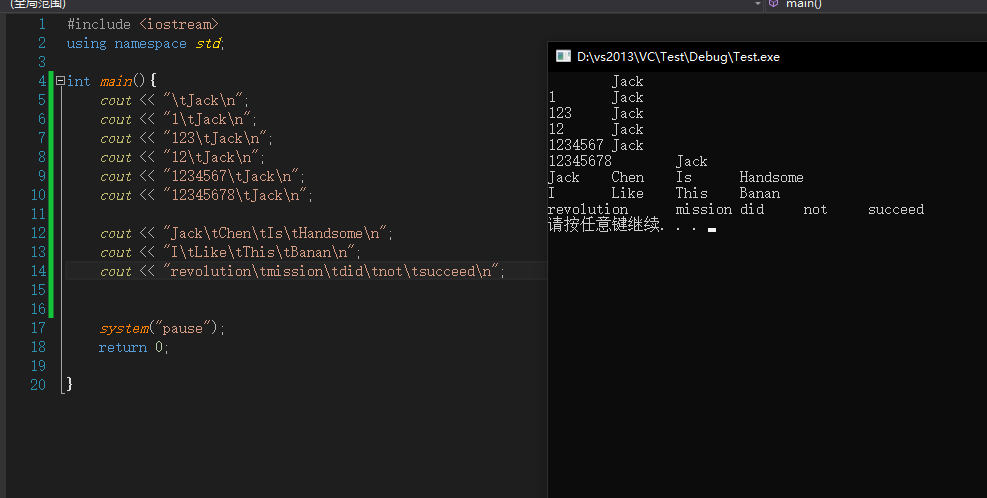 (全局范围)
main()
1 #include <iostream>
2 using namespace std;
3
4 int main(){
5 cout << "\tJack\n";
6 cout << "1\tJack\n";
7 cout << "123\tJack\n";
8 cout << "12\tJack\n";
9 cout << "1234567\tJack\n";
10 cout << "12345678\tJack\n";
11
12 cout << "Jack\tChen\tIs\tHandsome\n";
13 cout << "I\tLike\tThis\tBanan\n";
14 cout << "revolution\tmission\tdid\tnot\tsucceed\n";
15
16
17 system("pause");
18 return 0;
19
20 }
D:\vs2013\VC\Test\Debug\Test.exe
Jack
1 Jack
123 Jack
12 Jack
1234567 Jack
12345678 Jack
Jack Chen Is Handsome
I Like This Banan
revolution mission did not succeed
请按任意键继续. . .